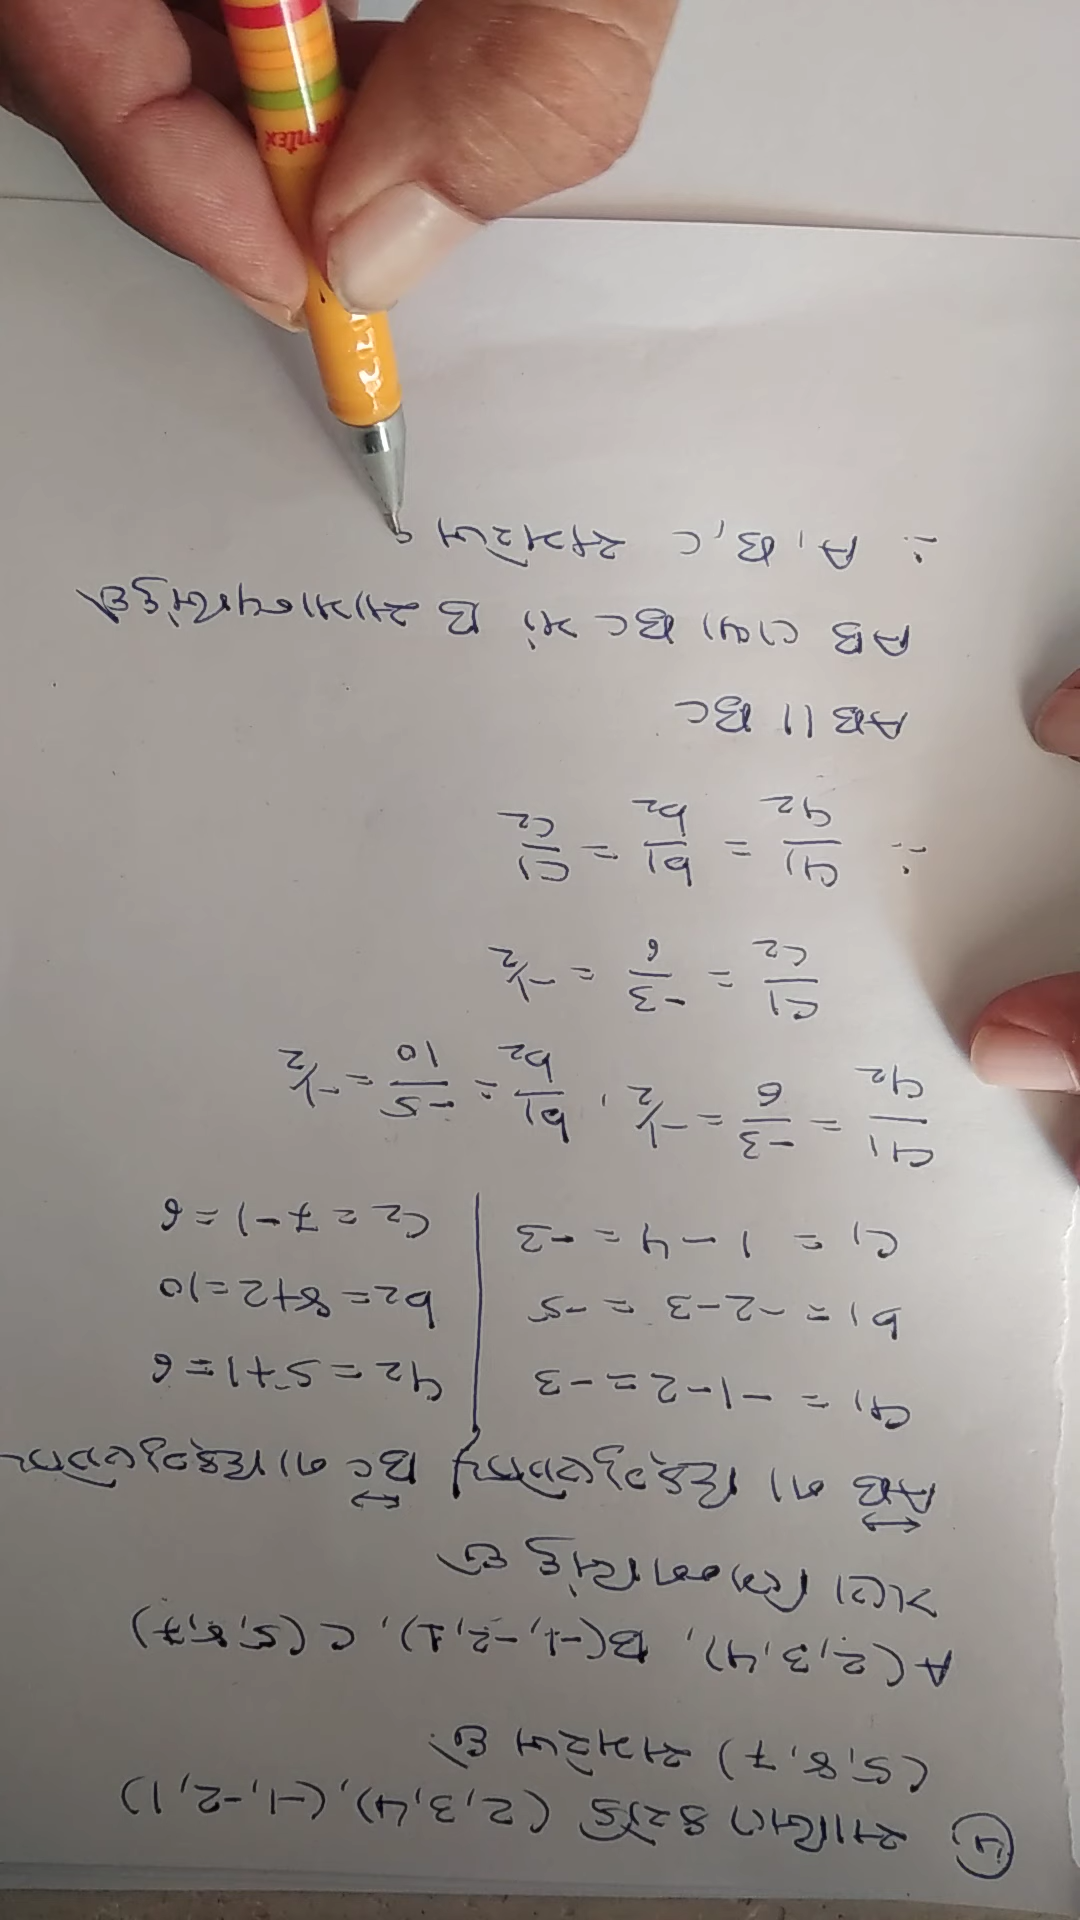 4. સાબિત કરો કે (2,3,4), (-1,-2,1)
(5,8,7) સમરેખ છે.
A(2,3,4), B(-1,-2,1), C(5,8,7)
ભિન્ન બિંદુ છે
AB ના દિક્ગુણોત્તર BC ના દિક્ગુણોત્તર
a1 = -1-2 = -3 a2 = 5+1 = 6
b1 = -2-3 = -5 b2 = 8+2 = 10
c1 = 1-4 = -3 c2 = 7-1 = 6
a1/a2 = -3/6 = -1/2, b1/b2 = -5/10 = -1/2
c1/c2 = -3/6 = -1/2
∴ a1/a2 = b1/b2 = c1/c2
AB || BC
AB તથા BC માં B સામાન્ય બિંદુ છે
∴ A, B, C સમરેખ